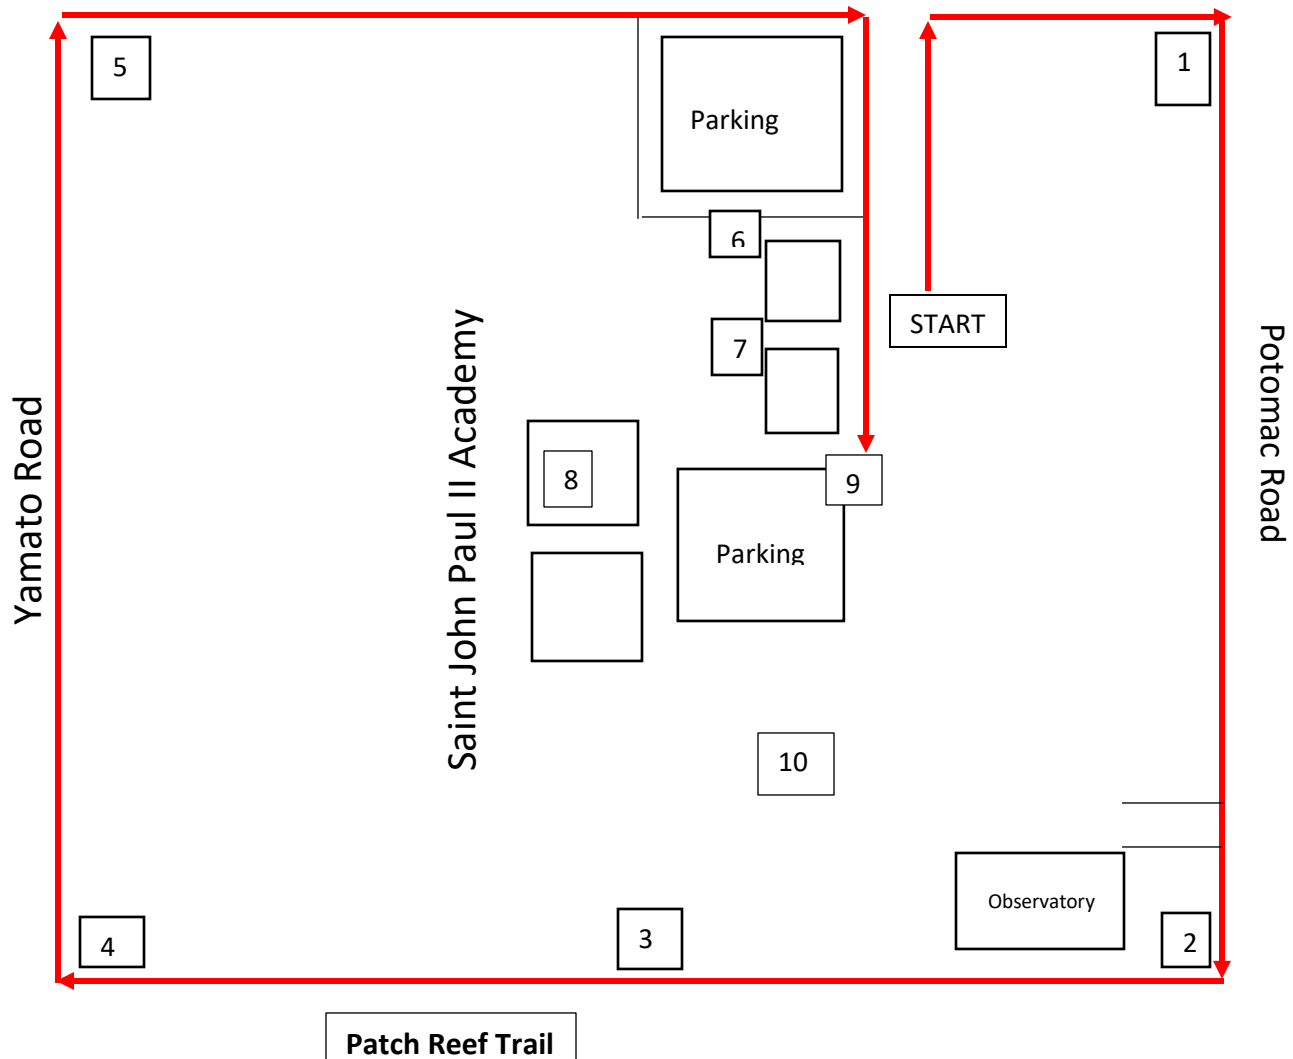 5
1
Parking
6
START
7
Yamato Road
Saint John Paul II Academy
Potomac Road
8
9
Parking
10
Observatory
4
3
2
Patch Reef Trail